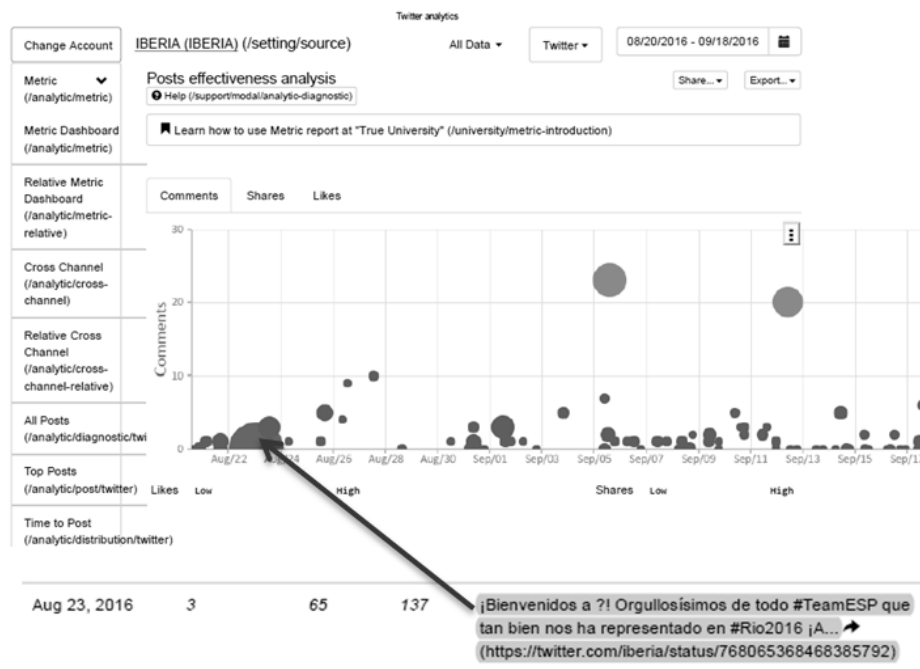 Twitter analytics
Change Account
IBERIA (IBERIA) (/setting/source)
All Data
Twitter
08/20/2016 - 09/18/2016
Metric
(/analytic/metric)
Posts effectiveness analysis
Share...
Export...
Help (/support/modal/analytic-diagnostic)
Metric Dashboard
(/analytic/metric)
Learn how to use Metric report at "True University" (/university/metric-introduction)
Relative Metric
Dashboard
(/analytic/metric-
relative)
Comments
Shares
Likes
Cross Channel
(/analytic/cross-
channel)
Relative Cross
Channel
(/analytic/cross-
channel-relative)
All Posts
(/analytic/diagnostic/twi
Top Posts
(/analytic/post/twitter)
Time to Post
(/analytic/distribution/twitter)
Comments
30
20
10
0
Aug/22
Aug/24
Aug/26
Aug/28
Aug/30
Sep/01
Sep/03
Sep/05
Sep/07
Sep/09
Sep/11
Sep/13
Sep/15
Sep/17
Likes Low High
Shares Low High
Aug 23, 2016 3 65 137
¡Bienvenidos a ?! Orgullosísimos de todo #TeamESP que
tan bien nos ha representado en #Rio2016 ¡A...
(https://twitter.com/iberia/status/768065368468385792)